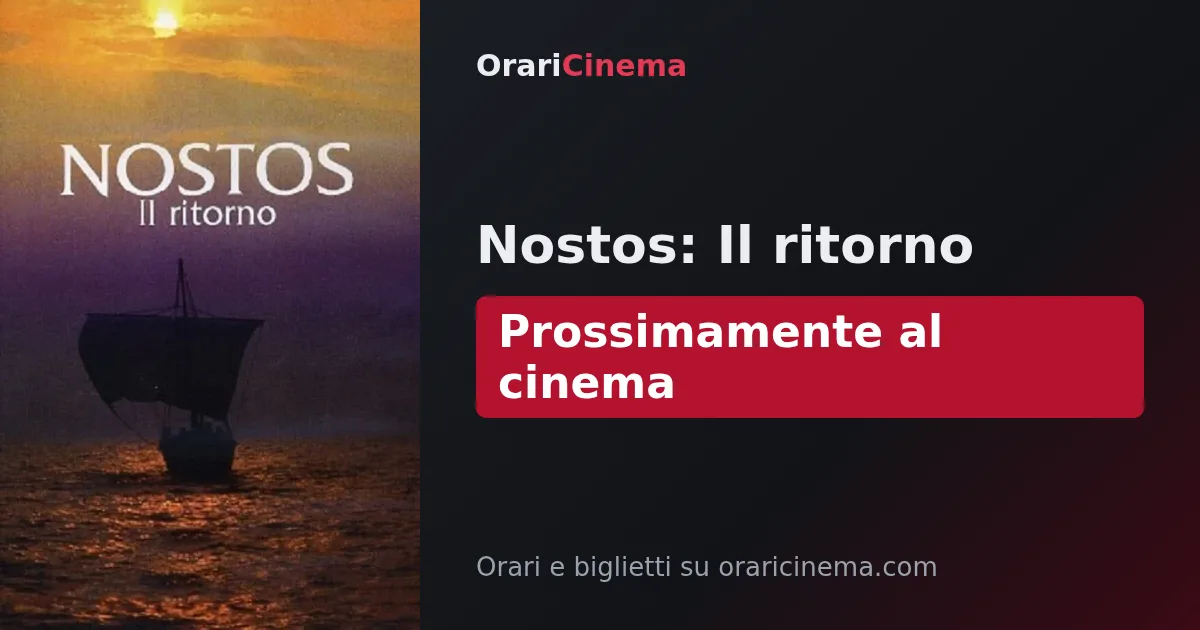 NOSTOS
Il ritorno
OrariCinema
Nostos: Il ritorno
Prossimamente al
cinema
Orari e biglietti su oraricinema.com